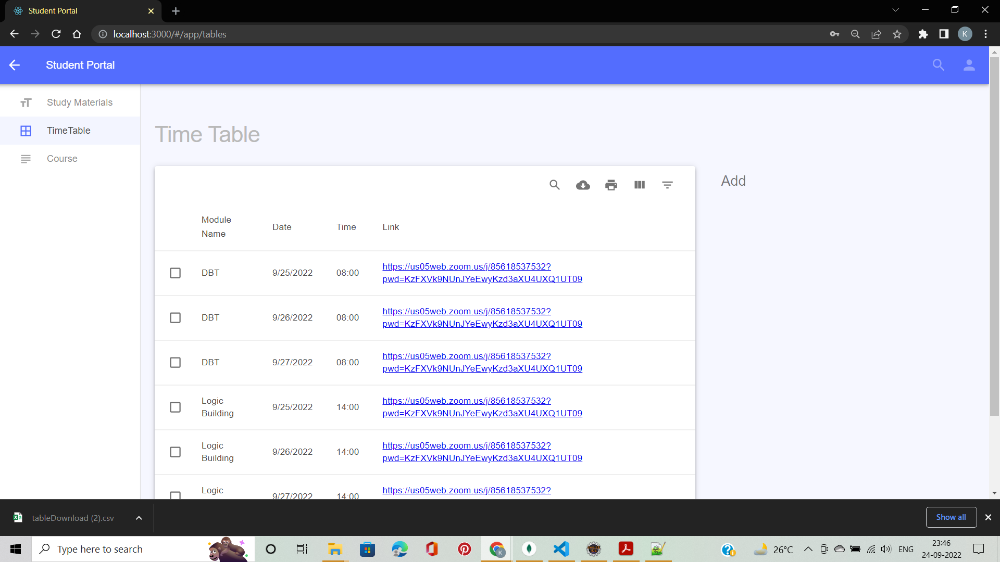 Student Portal
localhost:3000/#/app/tables
K
Student Portal
Study Materials
TimeTable
Course
Time Table
Add
Module
Name
Date
Time
Link
DBT
9/25/2022
08:00
https://us05web.zoom.us/j/85618537532?
pwd=KzFXVk9NUnJYeEwyKzd3aXU4UXQ1UT09
DBT
9/26/2022
08:00
https://us05web.zoom.us/j/85618537532?
pwd=KzFXVk9NUnJYeEwyKzd3aXU4UXQ1UT09
DBT
9/27/2022
08:00
https://us05web.zoom.us/j/85618537532?
pwd=KzFXVk9NUnJYeEwyKzd3aXU4UXQ1UT09
Logic
Building
9/25/2022
14:00
https://us05web.zoom.us/j/85618537532?
pwd=KzFXVk9NUnJYeEwyKzd3aXU4UXQ1UT09
Logic
Building
9/26/2022
14:00
https://us05web.zoom.us/j/85618537532?
pwd=KzFXVk9NUnJYeEwyKzd3aXU4UXQ1UT09
Logic
9/27/2022
14:00
https://us05web.zoom.us/j/85618537532?
tableDownload (2).csv
Show all
Type here to search
26°C
ENG
23:46
24-09-2022